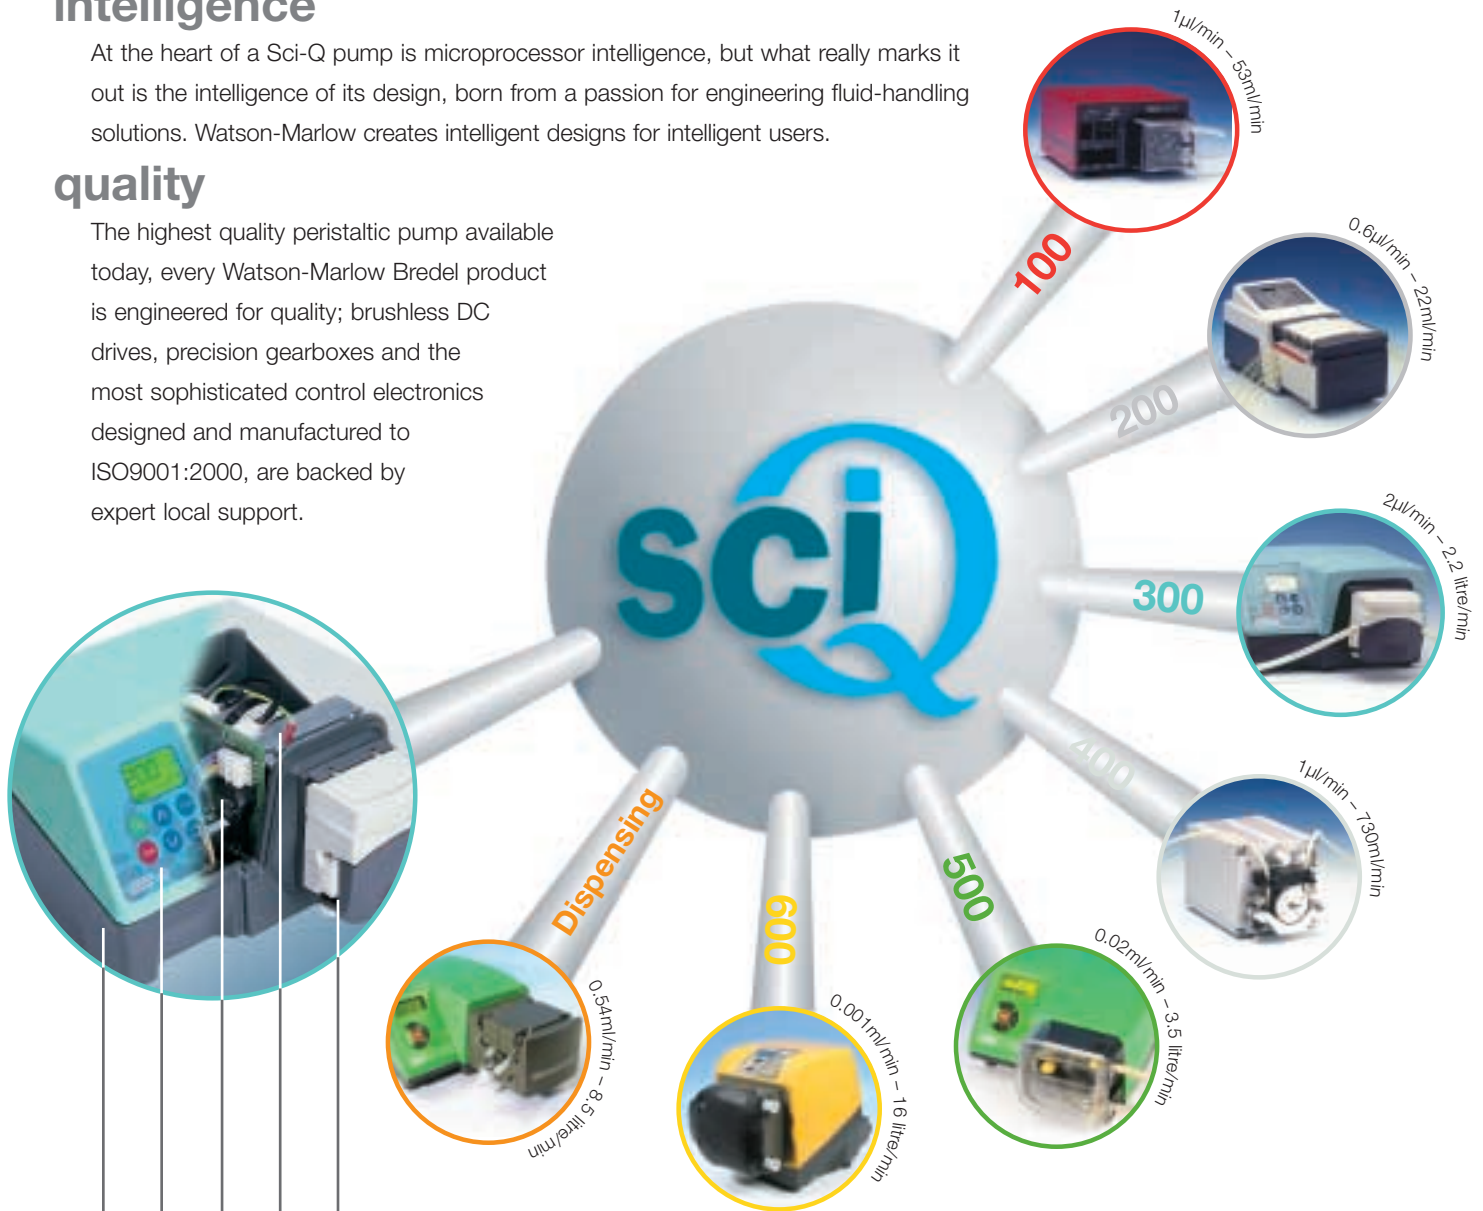 intelligence
At the heart of a Sci-Q pump is microprocessor intelligence, but what really marks it
out is the intelligence of its design, born from a passion for engineering fluid-handling
solutions. Watson-Marlow creates intelligent designs for intelligent users.
quality
The highest quality peristaltic pump available
today, every Watson-Marlow Bredel product
is engineered for quality; brushless DC
drives, precision gearboxes and the
most sophisticated control electronics
designed and manufactured to
ISO9001:2000, are backed by
expert local support.
sciQ
100
1µl/min – 53ml/min
200
0.6µl/min – 22ml/min
300
2µl/min – 2.2 litre/min
400
1µl/min – 730ml/min
500
0.02ml/min – 3.5 litre/min
600
0.001ml/min – 16 litre/min
Dispensing
0.54ml/min – 8.5 litre/min